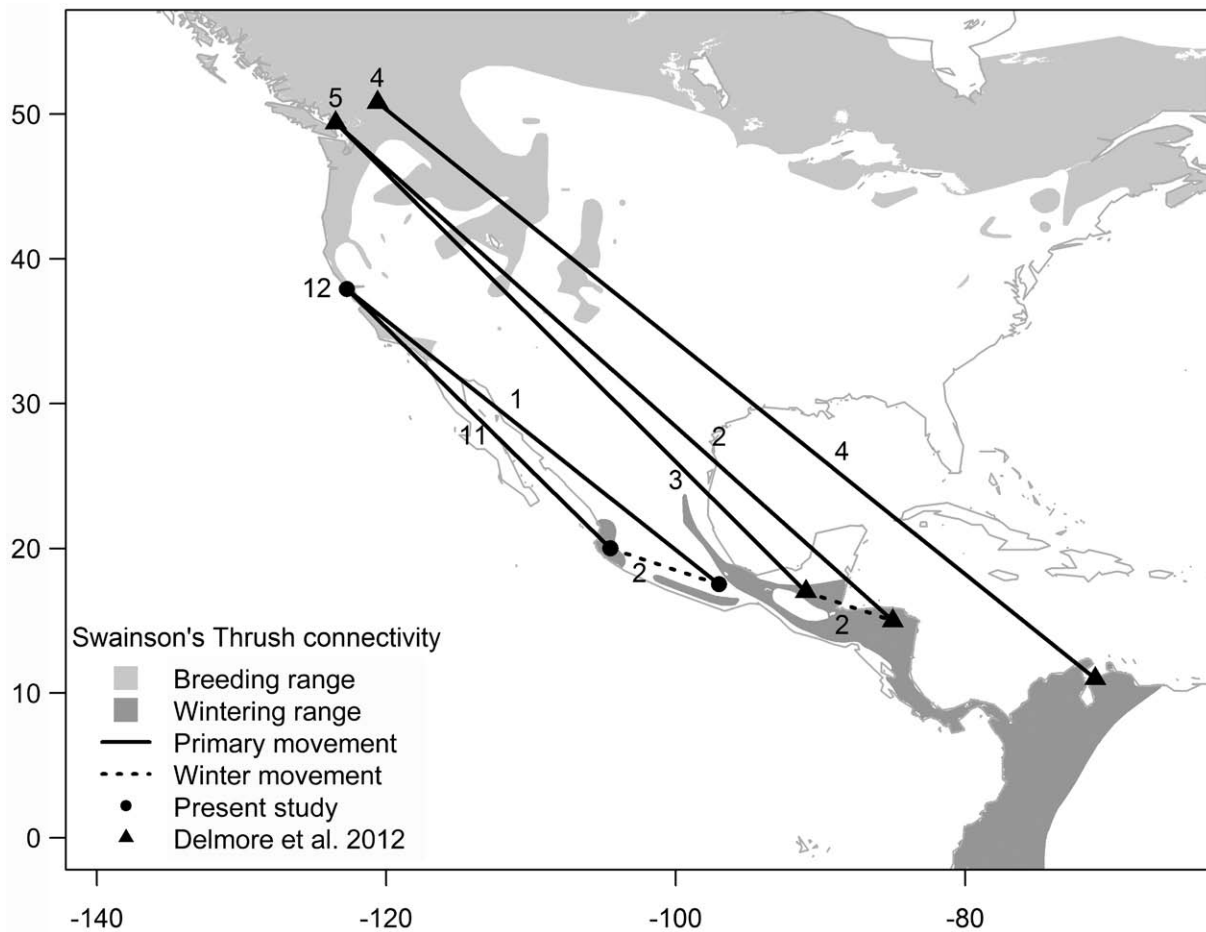 50
40
30
20
10
0
5
4
12
1
11
2
3
4
2
2
Swainson's Thrush connectivity
Breeding range
Wintering range
Primary movement
Winter movement
Present study
Delmore et al. 2012
-140 -120 -100 -80